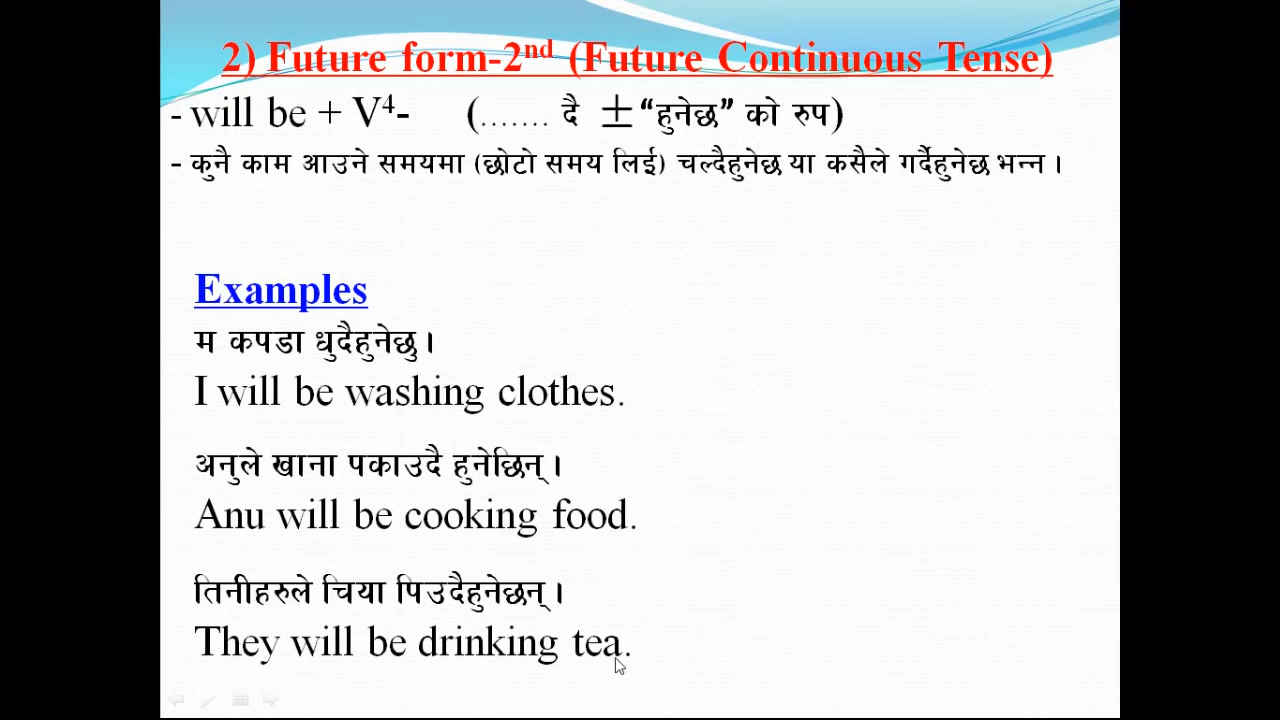 2) Future form-2nd (Future Continuous Tense)
- will be + V4- (....... दै ± “हुनेछ” को रुप)
- कुनै काम आउने समयमा (छोटो समय लिई) चल्दैहुनेछ या कसैले गर्दैहुनेछ भन्न ।
Examples
म कपडा धुदैहुनेछु ।
I will be washing clothes.
अनुले खाना पकाउदै हुनेछिन् ।
Anu will be cooking food.
तिनीहरुले चिया पिउदैहुनेछन् ।
They will be drinking tea.